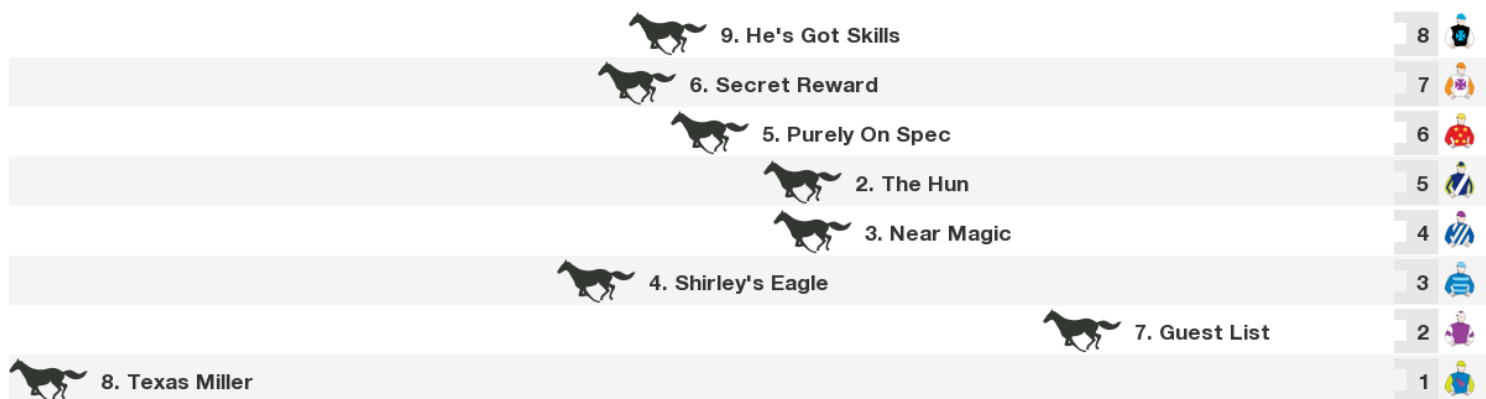 9. He's Got Skills 8
6. Secret Reward 7
5. Purely On Spec 6
2. The Hun 5
3. Near Magic 4
4. Shirley's Eagle 3
7. Guest List 2
8. Texas Miller 1